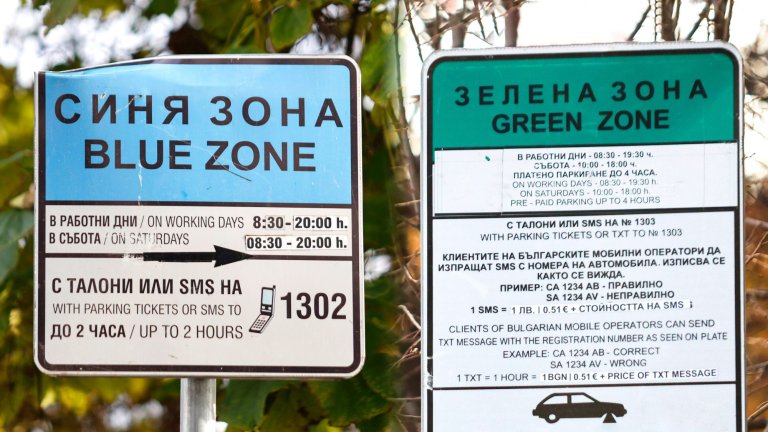 СИНЯ ЗОНА
BLUE ZONE
В РАБОТНИ ДНИ / ON WORKING DAYS 8:30-20:00 h.
В СЪБОТА / ON SATURDAYS 08:30 - 20:00 h.
С ТАЛОНИ ИЛИ SMS НА
WITH PARKING TICKETS OR SMS TO
1302
ДО 2 ЧАСА / UP TO 2 HOURS
ЗЕЛЕНА ЗОНА
GREEN ZONE
В РАБОТНИ ДНИ - 08:30 - 19:30 ч.
СЪБОТА - 10:00 - 18:00 ч.
ПЛАТЕНО ПАРКИРАНЕ ДО 4 ЧАСА.
ON WORKING DAYS - 08:30 - 19:30 h.
ON SATURDAYS - 10:00 - 18:00 h.
PRE - PAID PARKING UP TO 4 HOURS
С ТАЛОНИ ИЛИ SMS НА № 1303
WITH PARKING TICKETS OR TXT TO № 1303
КЛИЕНТИТЕ НА БЪЛГАРСКИТЕ МОБИЛНИ ОПЕРАТОРИ ДА
ИЗПРАЩАТ SMS С НОМЕРА НА АВТОМОБИЛА. ИЗПИСВА СЕ
КАКТО СЕ ВИЖДА.
ПРИМЕР: CA 1234 AB - ПРАВИЛНО
SA 1234 AV - НЕПРАВИЛНО
1 SMS = 1 ЛВ. | 0.51 € + СТОЙНОСТТА НА SMS
CLIENTS OF BULGARIAN MOBILE OPERATORS CAN SEND
TXT MESSAGE WITH THE REGISTRATION NUMBER AS SEEN ON PLATE
EXAMPLE: CA 1234 AB - CORRECT
SA 1234 AV - WRONG
1 TXT = 1 HOUR = 1BGN | 0.51 € + PRICE OF TXT MESSAGE